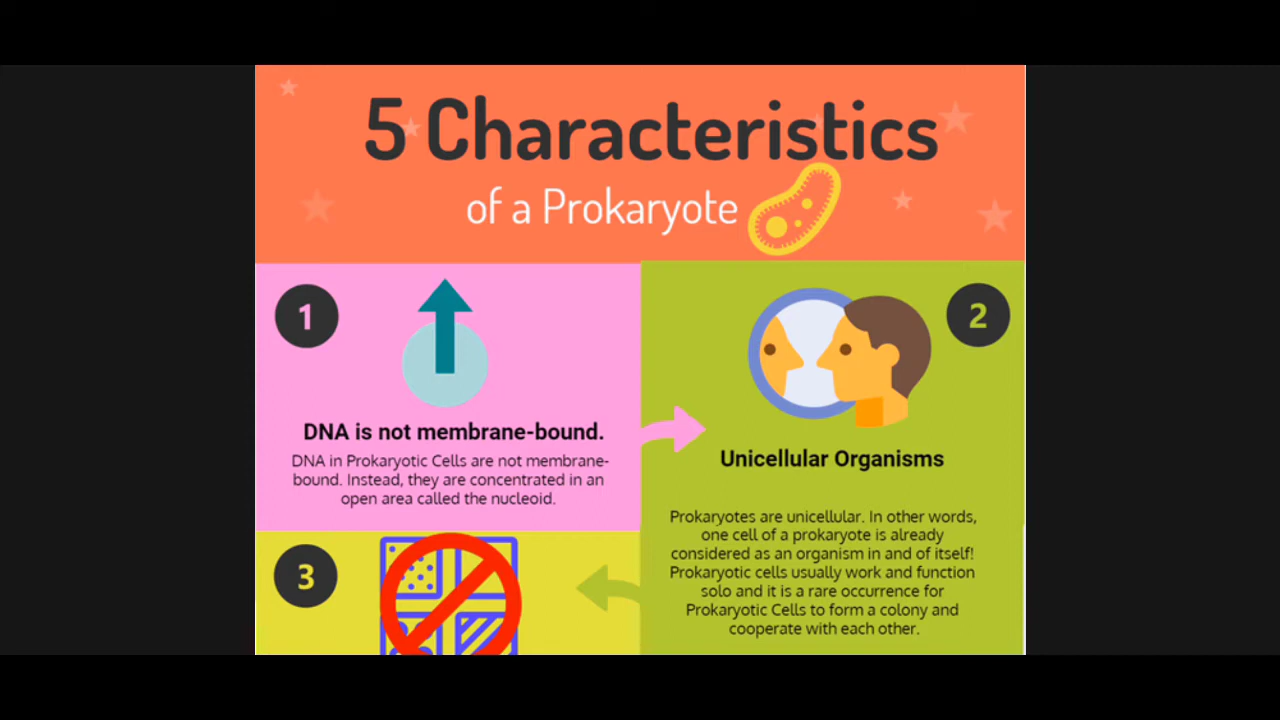 5 Characteristics
of a Prokaryote
1
DNA is not membrane-bound.
DNA in Prokaryotic Cells are not membrane-
bound. Instead, they are concentrated in an
open area called the nucleoid.
2
Unicellular Organisms
Prokaryotes are unicellular. In other words,
one cell of a prokaryote is already
considered as an organism in and of itself!
Prokaryotic cells usually work and function
solo and it is a rare occurrence for
Prokaryotic Cells to form a colony and
cooperate with each other.
3